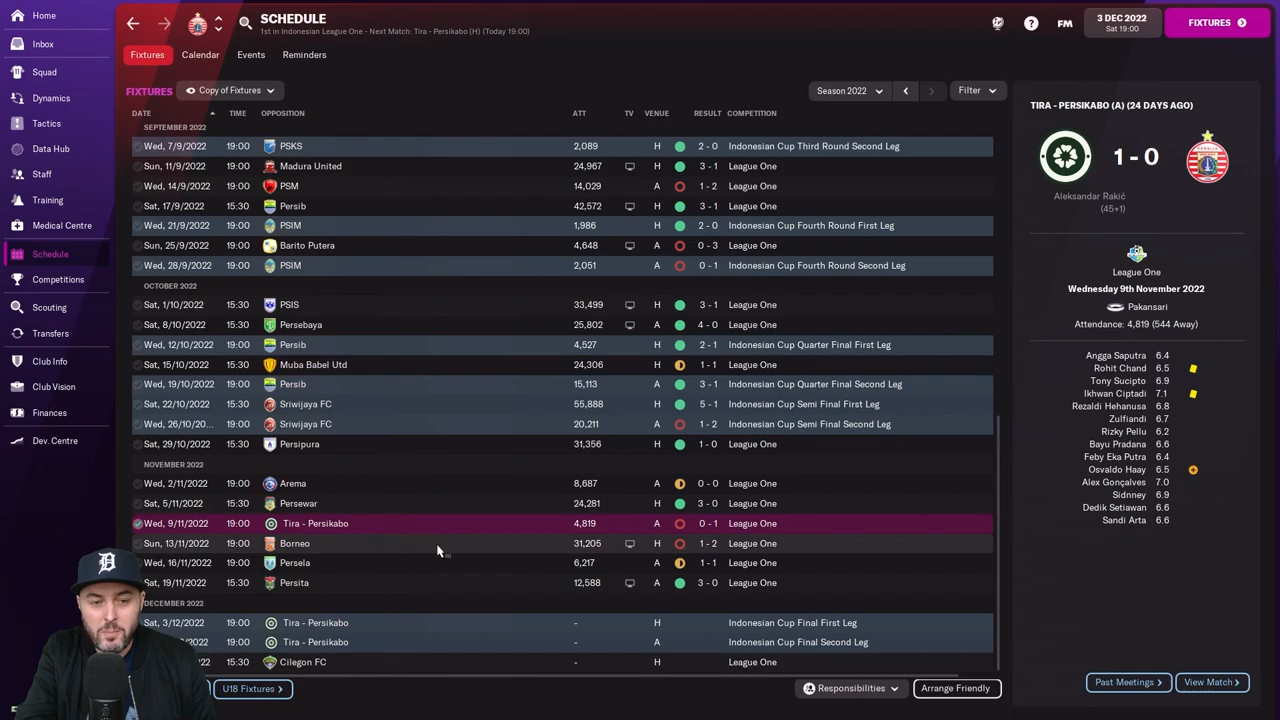 Home
Inbox
Squad
Dynamics
Tactics
Data Hub
Staff
Training
Medical Centre
Schedule
Competitions
Scouting
Transfers
Club Info
Club Vision
Finances
Dev. Centre
SCHEDULE
1st in Indonesian League One - Next Match: Tira - Persikabo (H) (Today 19:00)
FM
3 DEC 2022
Sat 19:00
FIXTURES
Fixtures Calendar Events Reminders
FIXTURES Copy of Fixtures Season 2022 Filter
DATE TIME OPPOSITION ATT TV VENUE RESULT COMPETITION
SEPTEMBER 2022
Wed, 7/9/2022 19:00 PSKS 2,089 H 2 - 0 Indonesian Cup Third Round Second Leg
Sun, 11/9/2022 19:00 Madura United 24,967 H 3 - 1 League One
Wed, 14/9/2022 19:00 PSM 14,029 A 1 - 2 League One
Sat, 17/9/2022 15:30 Persib 42,572 H 3 - 1 League One
Wed, 21/9/2022 19:00 PSIM 1,986 H 2 - 0 Indonesian Cup Fourth Round First Leg
Sun, 25/9/2022 19:00 Barito Putera 4,648 A 0 - 3 League One
Wed, 28/9/2022 19:00 PSIM 2,051 A 0 - 1 Indonesian Cup Fourth Round Second Leg
OCTOBER 2022
Sat, 1/10/2022 15:30 PSIS 33,499 H 3 - 1 League One
Sat, 8/10/2022 15:30 Persebaya 25,802 A 4 - 0 League One
Wed, 12/10/2022 19:00 Persib 4,527 H 2 - 1 Indonesian Cup Quarter Final First Leg
Sat, 15/10/2022 15:30 Muba Babel Utd 24,306 H 1 - 1 League One
Wed, 19/10/2022 19:00 Persib 15,113 A 3 - 1 Indonesian Cup Quarter Final Second Leg
Sat, 22/10/2022 15:30 Sriwijaya FC 55,888 H 5 - 1 Indonesian Cup Semi Final First Leg
Wed, 26/10/20... 19:00 Sriwijaya FC 20,211 A 1 - 2 Indonesian Cup Semi Final Second Leg
Sat, 29/10/2022 15:30 Persipura 31,356 H 1 - 0 League One
NOVEMBER 2022
Wed, 2/11/2022 19:00 Arema 8,687 A 0 - 0 League One
Sat, 5/11/2022 15:30 Persewar 24,281 H 3 - 0 League One
Wed, 9/11/2022 19:00 Tira - Persikabo 4,819 A 0 - 1 League One
Sun, 13/11/2022 19:00 Borneo 31,205 H 1 - 2 League One
Wed, 16/11/2022 19:00 Persela 6,217 A 1 - 1 League One
Sat, 19/11/2022 15:30 Persita 12,588 A 3 - 0 League One
DECEMBER 2022
Sat, 3/12/2022 19:00 Tira - Persikabo - H Indonesian Cup Final First Leg
19:00 Tira - Persikabo - A Indonesian Cup Final Second Leg
2022 15:30 Cilegon FC - H League One
U18 Fixtures Responsibilities Arrange Friendly
TIRA - PERSIKABO (A) (24 DAYS AGO)
1 - 0
Aleksandar Rakić
(45+1)
League One
Wednesday 9th November 2022
Pakansari
Attendance: 4,819 (544 Away)
Angga Saputra 6.4
Rohit Chand 6.5
Tony Sucipto 6.9
Ikhwan Ciptadi 7.1
Rezaldi Hehanusa 6.8
Zulfiandi 6.7
Rizky Pellu 6.2
Bayu Pradana 6.6
Feby Eka Putra 6.4
Osvaldo Haay 6.5
Alex Gonçalves 7.0
Sidnney 6.9
Dedik Setiawan 6.6
Sandi Arta 6.6
Past Meetings View Match